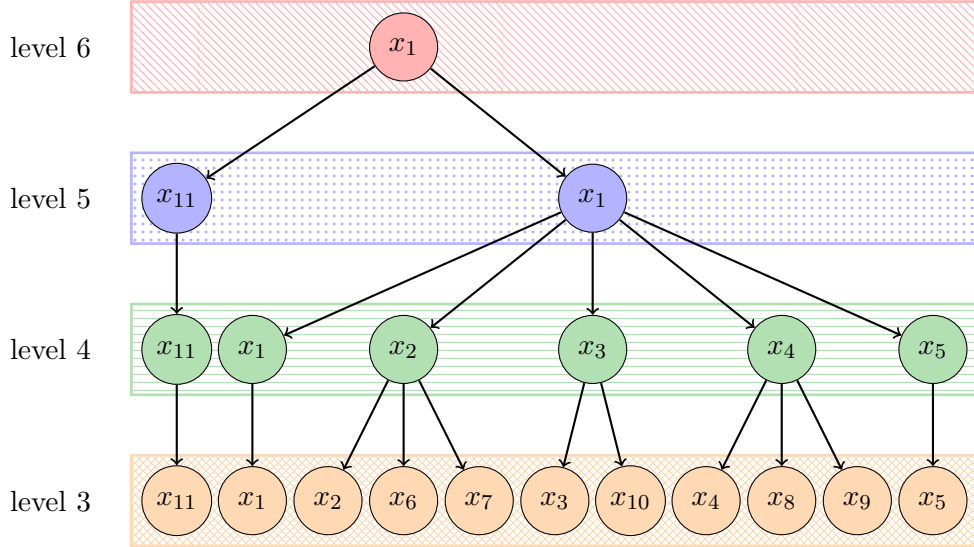 level 6 x₁
level 5 x₁₁ x₁
level 4 x₁₁ x₁ x₂ x₃ x₄ x₅
level 3 x₁₁ x₁ x₂ x₆ x₇ x₃ x₁₀ x₄ x₈ x₉ x₅